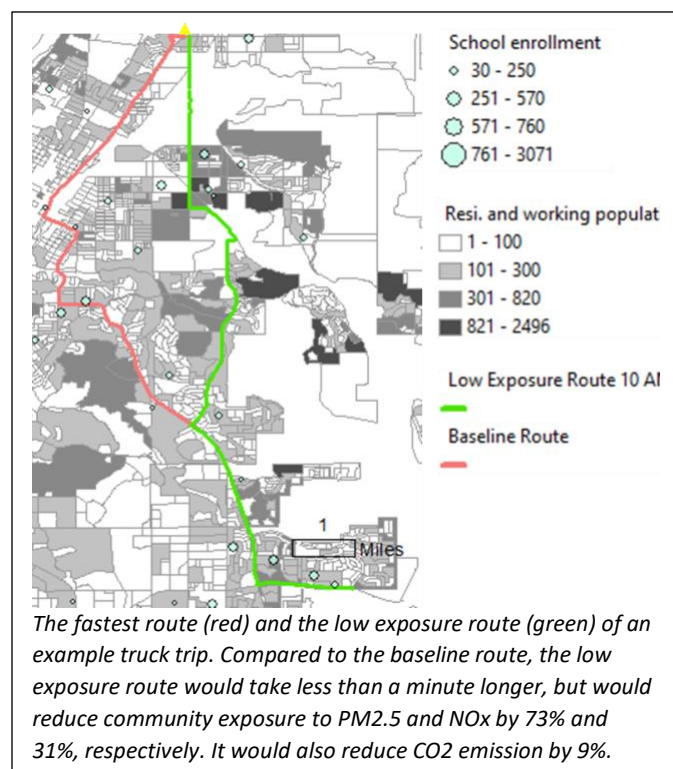 School enrollment
30 - 250
251 - 570
571 - 760
761 - 3071
Resi. and working populat
1 - 100
101 - 300
301 - 820
821 - 2496
Low Exposure Route 10 AM
Baseline Route
1
Miles
The fastest route (red) and the low exposure route (green) of an
example truck trip. Compared to the baseline route, the low
exposure route would take less than a minute longer, but would
reduce community exposure to PM2.5 and NOx by 73% and
31%, respectively. It would also reduce CO2 emission by 9%.